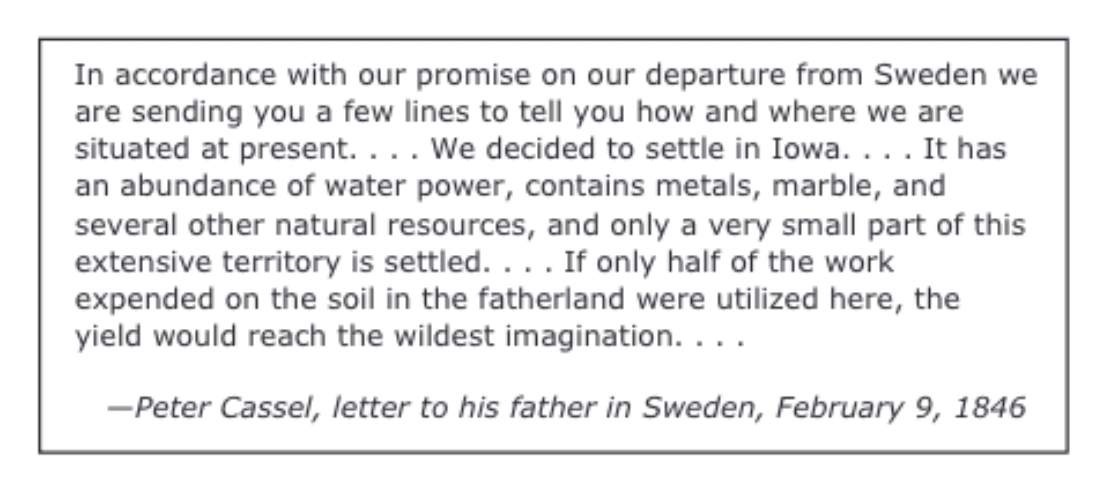 In accordance with our promise on our departure from Sweden we
are sending you a few lines to tell you how and where we are
situated at present. . . . We decided to settle in Iowa. . . . It has
an abundance of water power, contains metals, marble, and
several other natural resources, and only a very small part of this
extensive territory is settled. . . . If only half of the work
expended on the soil in the fatherland were utilized here, the
yield would reach the wildest imagination. . . .
—Peter Cassel, letter to his father in Sweden, February 9, 1846